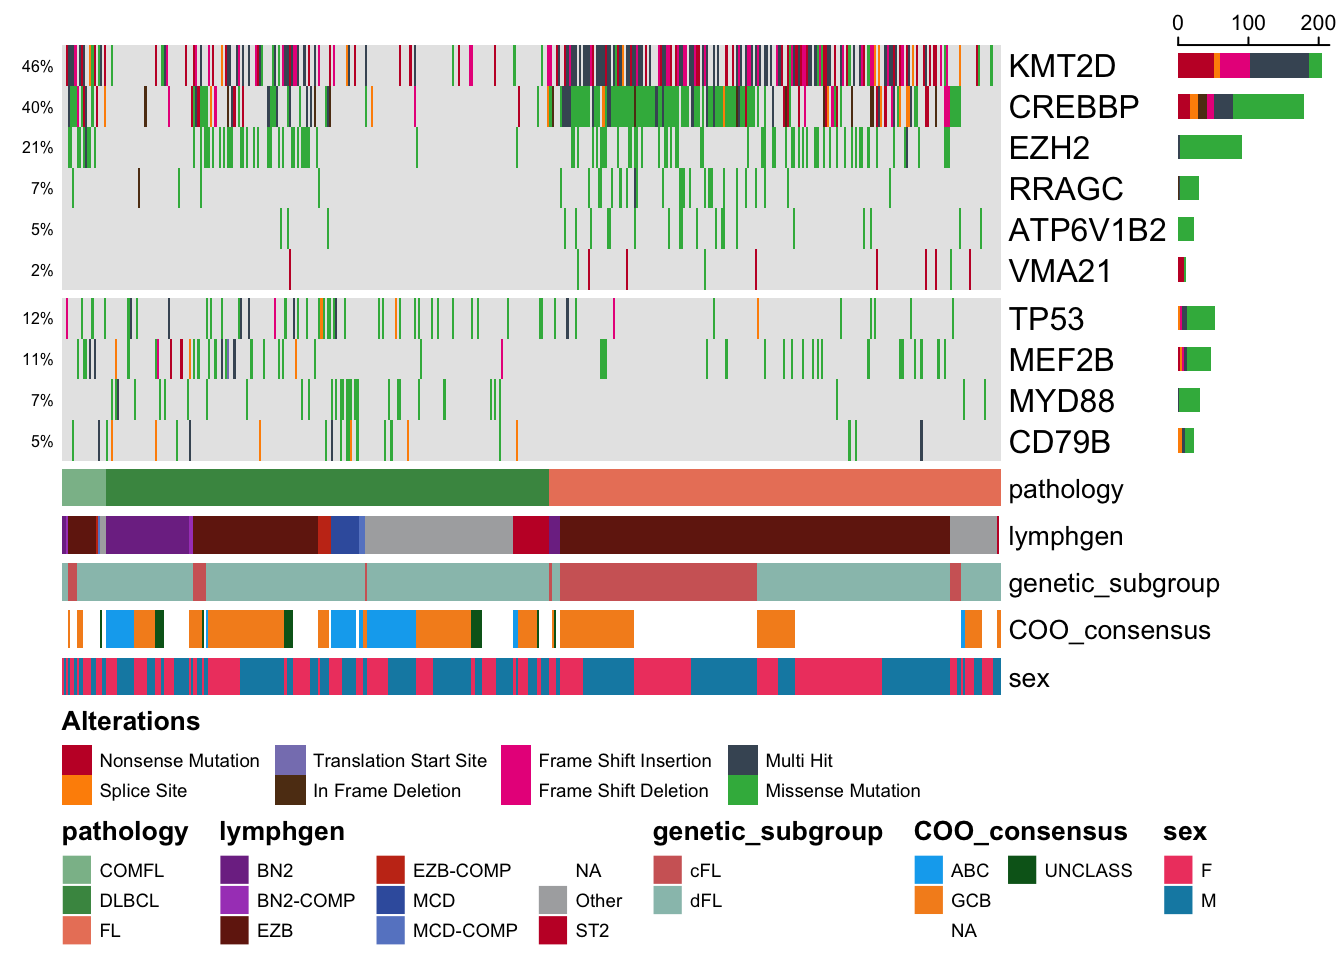 0 100 200
46% KMT2D
40% CREBBP
21% EZH2
7% RRAGC
5% ATP6V1B2
2% VMA21
12% TP53
11% MEF2B
7% MYD88
5% CD79B
pathology
lymphgen
genetic_subgroup
COO_consensus
sex
Alterations
Nonsense Mutation Translation Start Site Frame Shift Insertion Multi Hit
Splice Site In Frame Deletion Frame Shift Deletion Missense Mutation
pathology lymphgen genetic_subgroup COO_consensus sex
COMFL BN2 EZB-COMP NA cFL ABC UNCLASS F
DLBCL BN2-COMP MCD Other dFL GCB M
FL EZB MCD-COMP ST2 NA